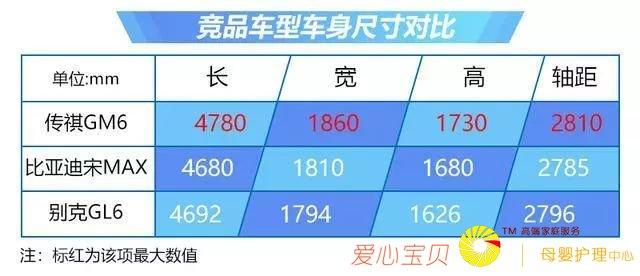 竞品车型车身尺寸对比
单位:mm 长 宽 高 轴距
传祺GM6 4780 1860 1730 2810
比亚迪宋MAX 4680 1810 1680 2785
别克GL6 4692 1794 1626 2796
注：标红为该项最大数值
TM 高端家庭服务
爱心宝贝 母婴护理中心